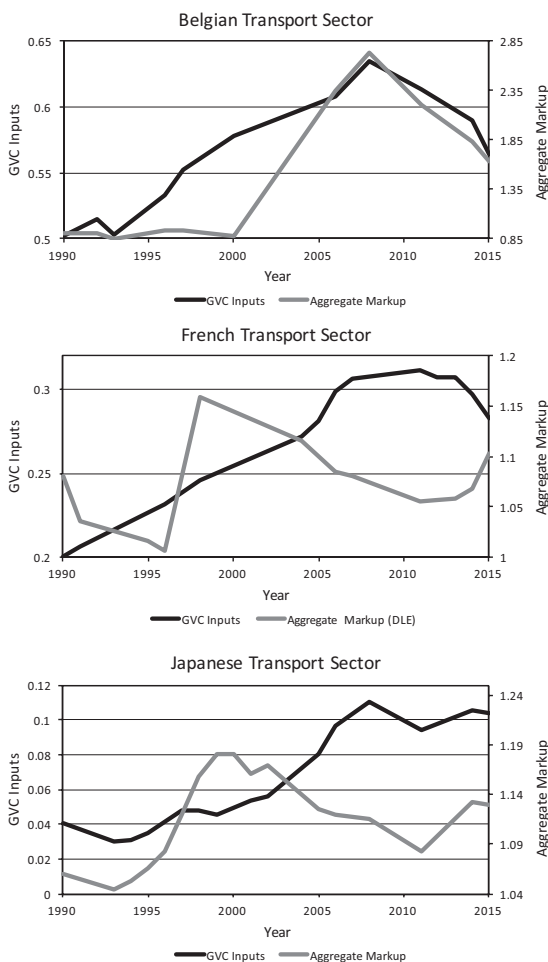 Belgian Transport Sector
0.65
0.6
0.55
0.5
GVC Inputs
2.85
2.35
1.85
1.35
0.85
Aggregate Markup
1990 1995 2000 2005 2010 2015
Year
GVC Inputs Aggregate Markup
French Transport Sector
0.3
0.25
0.2
GVC Inputs
1.2
1.15
1.1
1.05
1
Aggregate Markup
1990 1995 2000 2005 2010 2015
Year
GVC Inputs Aggregate Markup (DLE)
Japanese Transport Sector
0.12
0.1
0.08
0.06
0.04
0.02
0
GVC Inputs
1.24
1.19
1.14
1.09
1.04
Aggregate Markup
1990 1995 2000 2005 2010 2015
Year
GVC Inputs Aggregate Markup